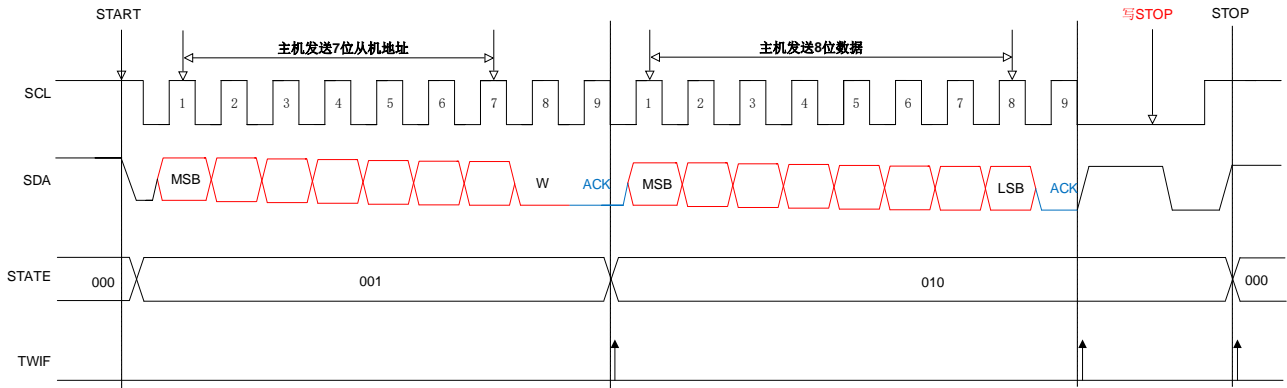 START 写STOP STOP
主机发送7位从机地址 主机发送8位数据
SCL 1 2 3 4 5 6 7 8 9 1 2 3 4 5 6 7 8 9
SDA MSB W ACK MSB LSB ACK
STATE 000 001 010 000
TWIF